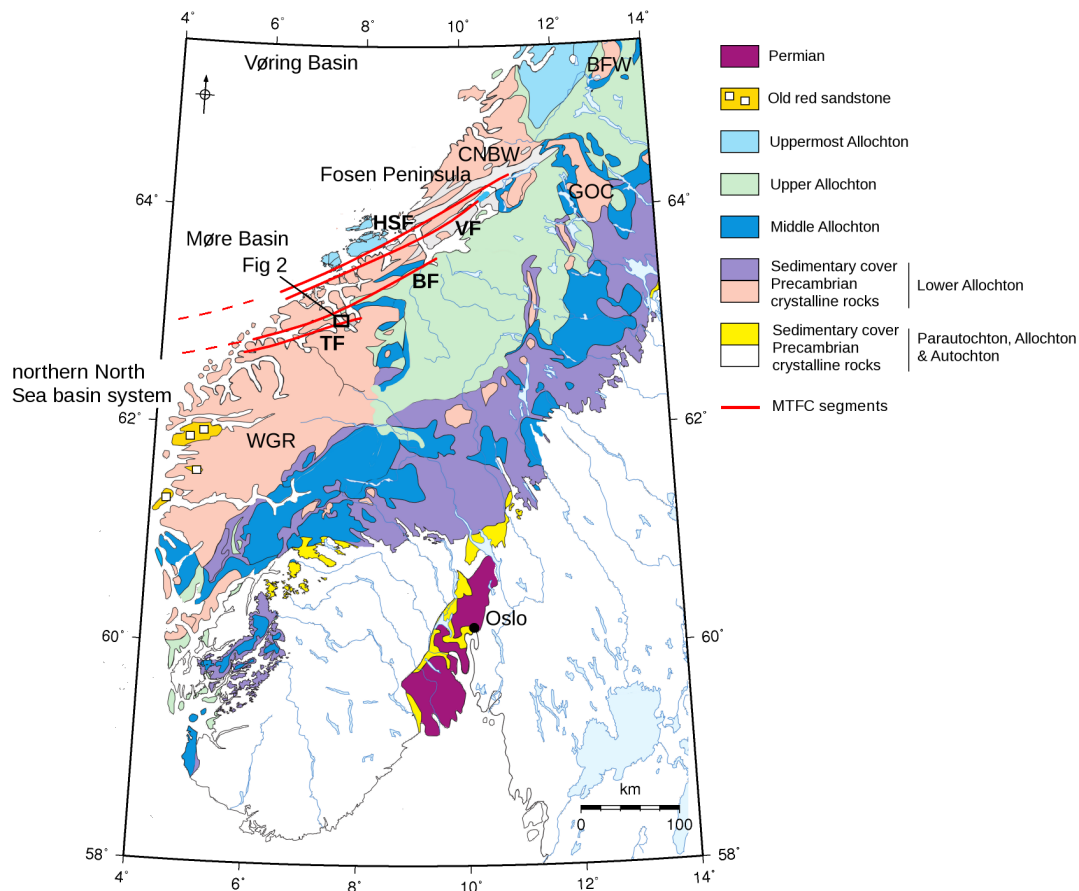 4° 6° 8° 10° 12° 14°
Vøring Basin
BFW
CNBW
Fosen Peninsula
GOC
64°
64°
HSF
VF
Møre Basin
Fig 2
BF
TF
northern North
Sea basin system
62°
62°
WGR
Oslo
60°
60°
km
0 100
58°
58°
4° 6° 8° 10° 12° 14°
Permian
Old red sandstone
Uppermost Allochton
Upper Allochton
Middle Allochton
Sedimentary cover
Precambrian
crystalline rocks
Lower Allochton
Sedimentary cover
Precambrian
crystalline rocks
Parautochton, Allochton
& Autochton
MTFC segments